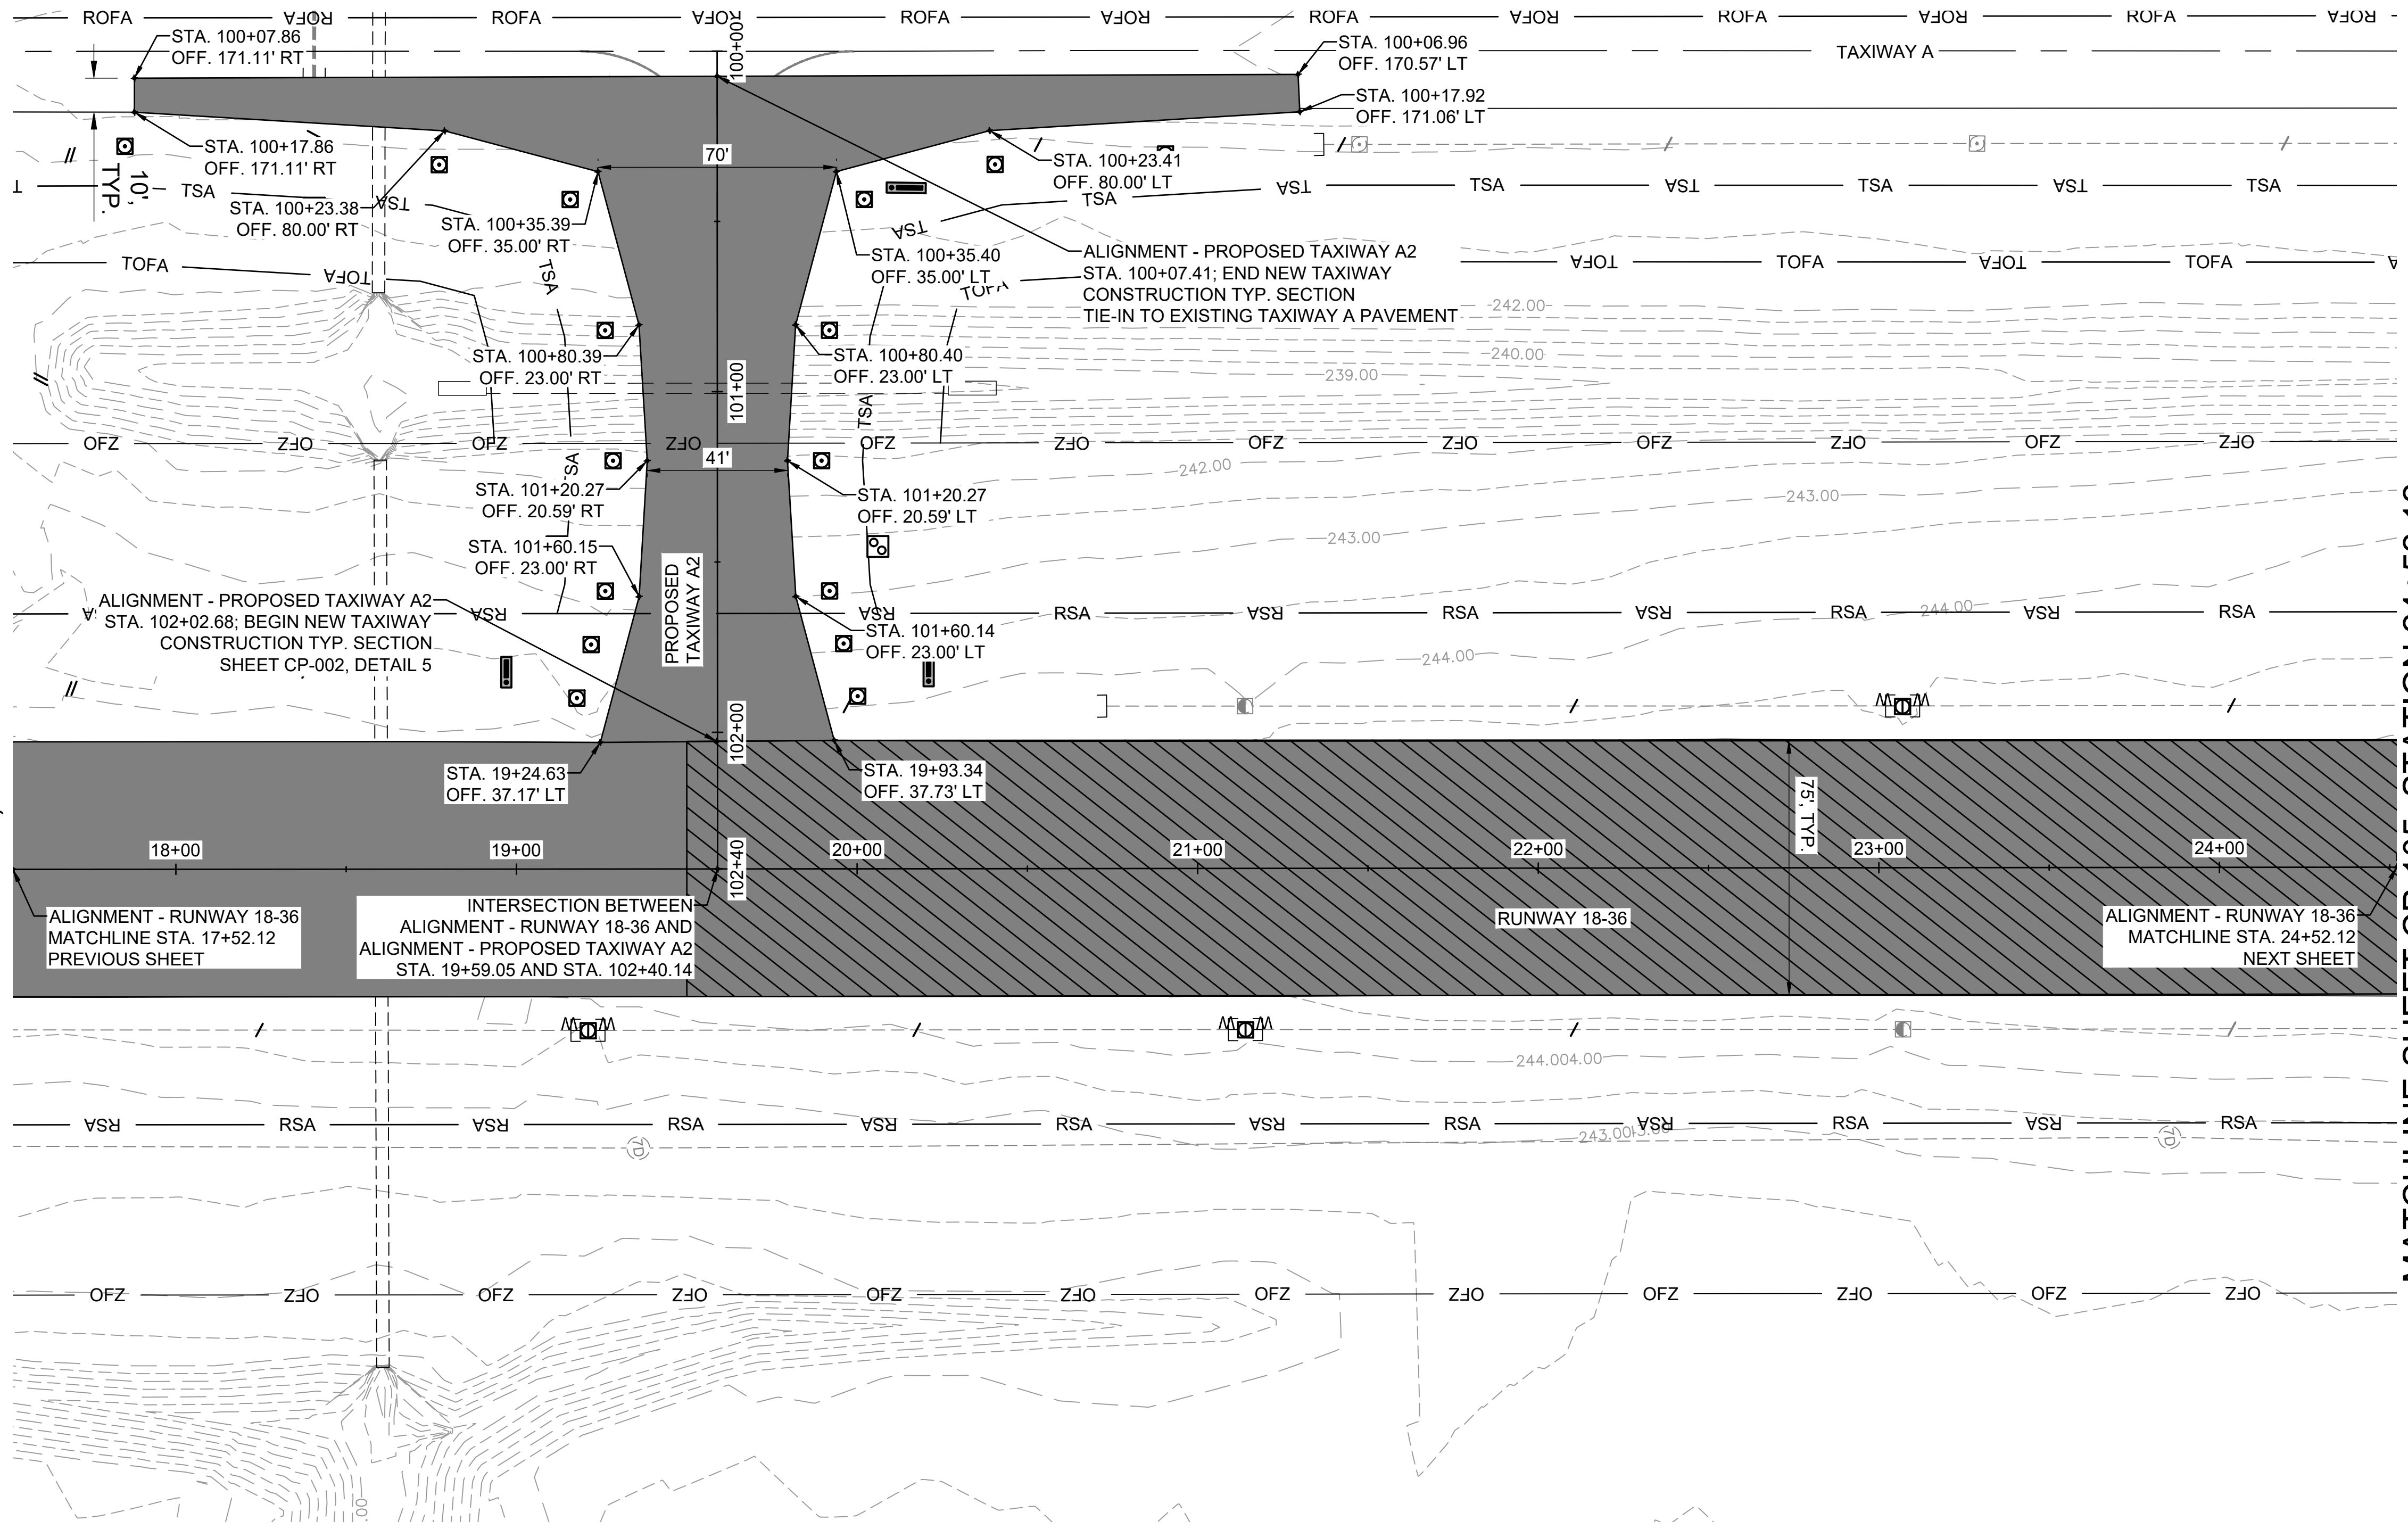 ROFA ROFA ROFA ROFA ROFA ROFA ROFA ROFA ROFA ROFA ROFA ROFA
STA. 100+07.86
OFF. 171.11' RT
100+00
STA. 100+06.96
OFF. 170.57' LT
TAXIWAY A
STA. 100+17.92
OFF. 171.06' LT
STA. 100+17.86
OFF. 171.11' RT
10',
TYP.
70'
STA. 100+23.41
OFF. 80.00' LT
TSA TSA TSA TSA TSA TSA TSA TSA TSA TSA
STA. 100+23.38
OFF. 80.00' RT
STA. 100+35.39
OFF. 35.00' RT
TSA
STA. 100+35.40
OFF. 35.00' LT
ALIGNMENT - PROPOSED TAXIWAY A2
STA. 100+07.41; END NEW TAXIWAY
CONSTRUCTION TYP. SECTION
TIE-IN TO EXISTING TAXIWAY A PAVEMENT
TOFA TOFA TOFA TOFA TOFA TOFA TOFA
242.00
240.00
239.00
STA. 100+80.39
OFF. 23.00' RT
STA. 100+80.40
OFF. 23.00' LT
101+00
TSA
OFZ OFZ OFZ OFZ OFZ OFZ OFZ OFZ OFZ OFZ OFZ OFZ
41'
242.00
243.00
STA. 101+20.27
OFF. 20.59' RT
STA. 101+20.27
OFF. 20.59' LT
243.00
STA. 101+60.15
OFF. 23.00' RT
PROPOSED
TAXIWAY A2
ALIGNMENT - PROPOSED TAXIWAY A2
STA. 102+02.68; BEGIN NEW TAXIWAY
CONSTRUCTION TYP. SECTION
SHEET CP-002, DETAIL 5
RSA RSA RSA RSA RSA RSA RSA RSA RSA
244.00
STA. 101+60.14
OFF. 23.00' LT
244.00
102+00
STA. 19+24.63
OFF. 37.17' LT
STA. 19+93.34
OFF. 37.73' LT
75', TYP.
18+00 19+00 20+00 21+00 22+00 23+00 24+00
102+40
ALIGNMENT - RUNWAY 18-36
MATCHLINE STA. 17+52.12
PREVIOUS SHEET
INTERSECTION BETWEEN
ALIGNMENT - RUNWAY 18-36 AND
ALIGNMENT - PROPOSED TAXIWAY A2
STA. 19+59.05 AND STA. 102+40.14
RUNWAY 18-36
ALIGNMENT - RUNWAY 18-36
MATCHLINE STA. 24+52.12
NEXT SHEET
244.00
RSA RSA RSA RSA RSA RSA RSA RSA RSA RSA RSA RSA
243.00
7D 7D
OFZ OFZ OFZ OFZ OFZ OFZ OFZ OFZ OFZ OFZ OFZ OFZ